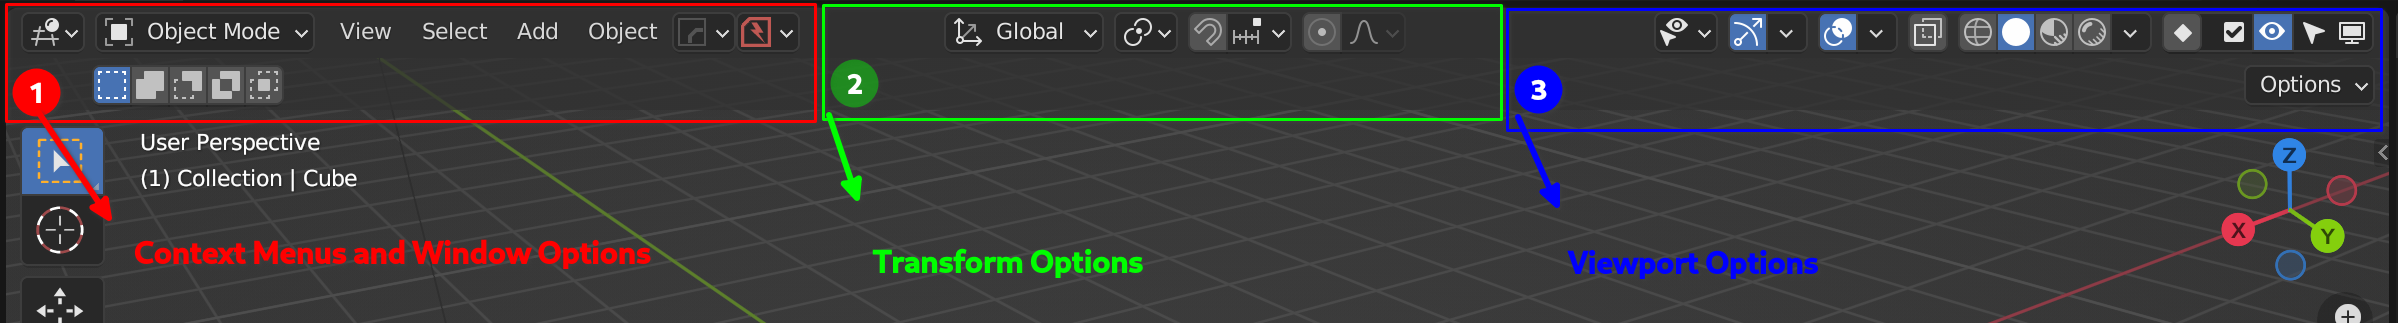 Object Mode View Select Add Object
Global
Options
1
2
3
User Perspective
(1) Collection | Cube
Context Menus and Window Options
Transform Options
Viewport Options
Z
X
Y